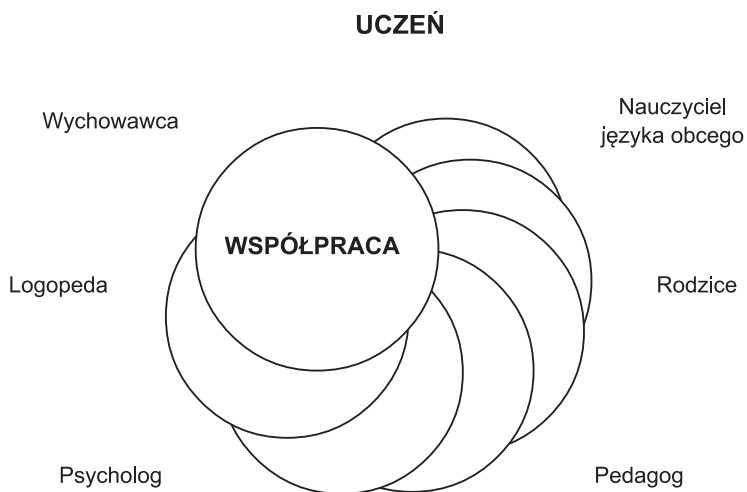 UCZEŃ
Wychowawca
Nauczyciel
języka obcego
WSPÓŁPRACA
Logopeda
Rodzice
Psycholog
Pedagog